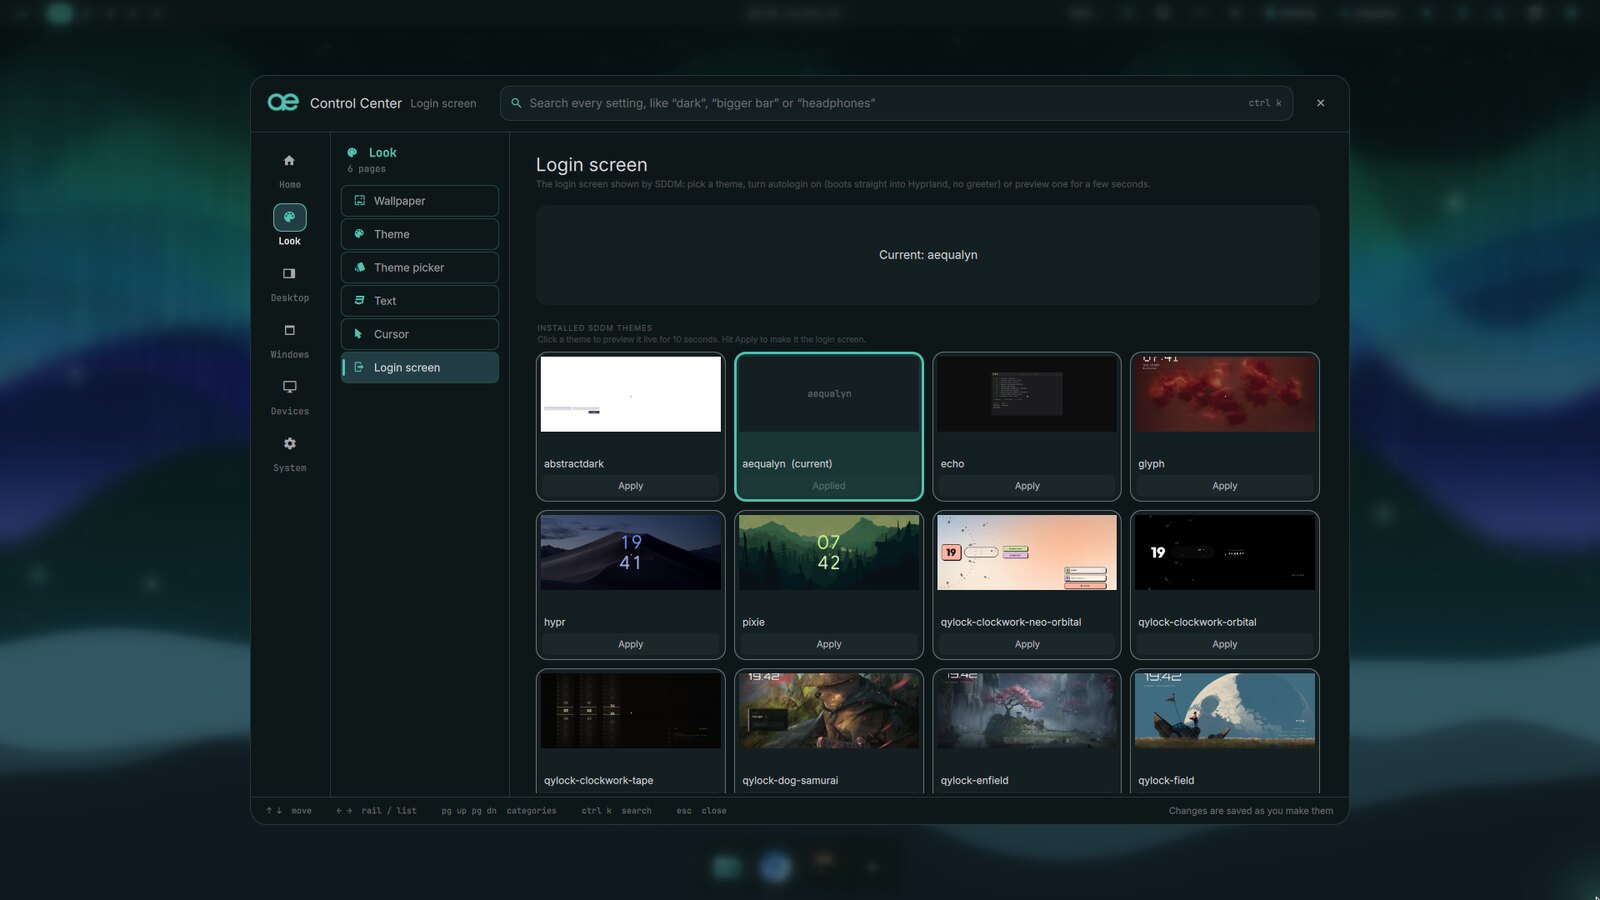 Control Center Login screen
Search every setting, like “dark”, “bigger bar” or “headphones”
ctrl k
×
Home
Look
Desktop
Windows
Devices
System
Look
6 pages
Wallpaper
Theme
Theme picker
Text
Cursor
Login screen
Login screen
The login screen shown by SDDM: pick a theme, turn autologin on (boots straight into Hyprland, no greeter) or preview one for a few seconds.
Current: aequalyn
INSTALLED SDDM THEMES
Click a theme to preview it live for 10 seconds. Hit Apply to make it the login screen.
abstractdark
Apply
aequalyn
aequalyn (current)
Applied
echo
Apply
07:41
glyph
Apply
19
41
hypr
Apply
07
42
pixie
Apply
19
qylock-clockwork-neo-orbital
Apply
19
qylock-clockwork-orbital
Apply
qylock-clockwork-tape
19:42
qylock-dog-samurai
19:42
qylock-enfield
19:42
qylock-field
↑ ↓ move ← → rail / list pg up pg dn categories ctrl k search esc close
Changes are saved as you make them